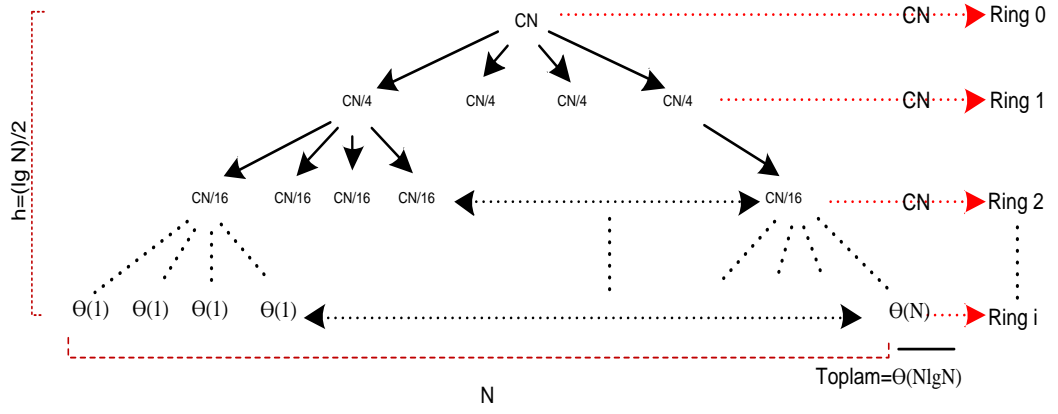 CN CN Ring 0
CN/4 CN/4 CN/4 CN/4 CN Ring 1
CN/16 CN/16 CN/16 CN/16 CN/16 CN Ring 2
h=(lg N)/2
Θ(1) Θ(1) Θ(1) Θ(1) Θ(N) Ring i
Toplam=Θ(NlgN)
N